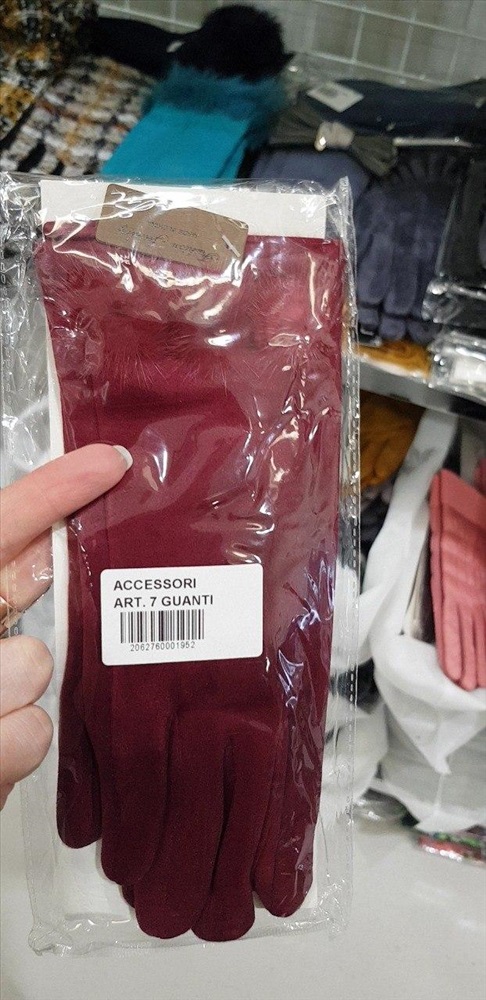 ACCESSORI
ART. 7 GUANTI
2062760001952